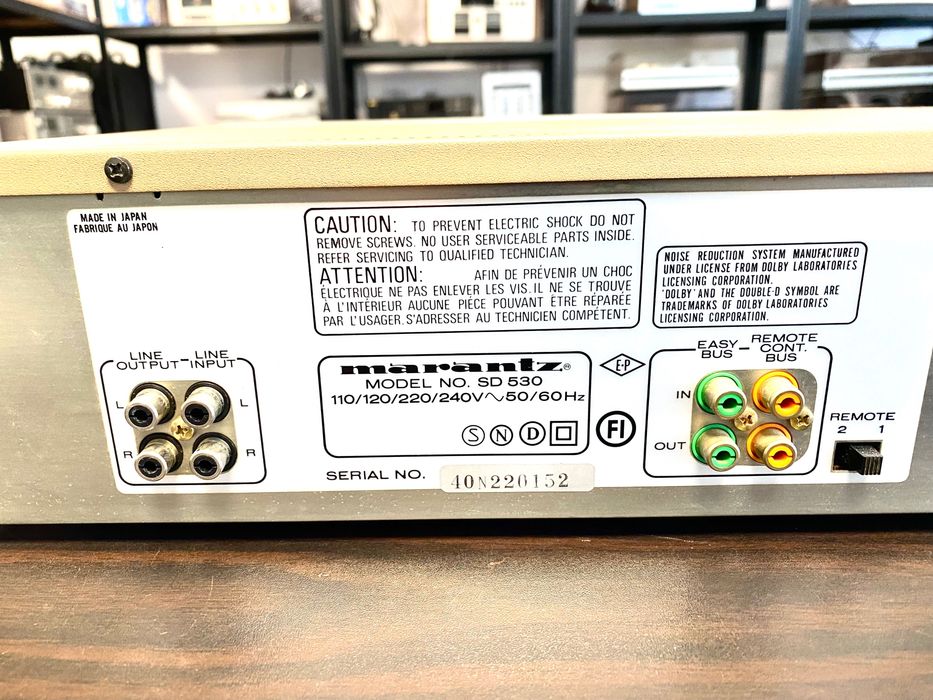 MADE IN JAPAN
FABRIQUE AU JAPON
CAUTION: TO PREVENT ELECTRIC SHOCK DO NOT
REMOVE SCREWS. NO USER SERVICEABLE PARTS INSIDE.
REFER SERVICING TO QUALIFIED TECHNICIAN.
ATTENTION: AFIN DE PRÉVENIR UN CHOC
ÉLECTRIQUE NE PAS ENLEVER LES VIS. IL NE SE TROUVE
À L'INTÉRIEUR AUCUNE PIÈCE POUVANT ÊTRE RÉPARÉE
PAR L'USAGER. S'ADRESSER AU TECHNICIEN COMPÉTENT.
NOISE REDUCTION SYSTEM MANUFACTURED
UNDER LICENSE FROM DOLBY LABORATORIES
LICENSING CORPORATION.
'DOLBY' AND THE DOUBLE-D SYMBOL ARE
TRADEMARKS OF DOLBY LABORATORIES
LICENSING CORPORATION.
LINE OUTPUT LINE INPUT
L L
R R
marantz®
MODEL NO. SD 530
110/120/220/240V~50/60Hz
S N D
E·P
FI
SERIAL NO. 40N220152
EASY BUS REMOTE CONT. BUS
IN
OUT
REMOTE
2 1